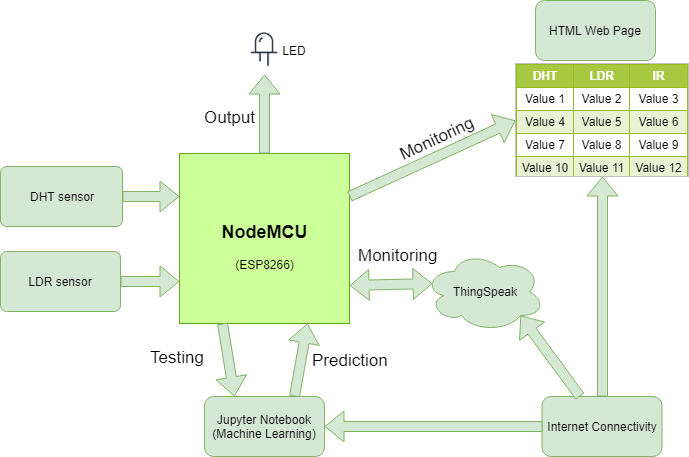 HTML Web Page
LED
DHT LDR IR
Value 1 Value 2 Value 3
Value 4 Value 5 Value 6
Value 7 Value 8 Value 9
Value 10 Value 11 Value 12
Output
Monitoring
DHT sensor
NodeMCU
(ESP8266)
LDR sensor
Monitoring
ThingSpeak
Testing
Prediction
Jupyter Notebook
(Machine Learning)
Internet Connectivity